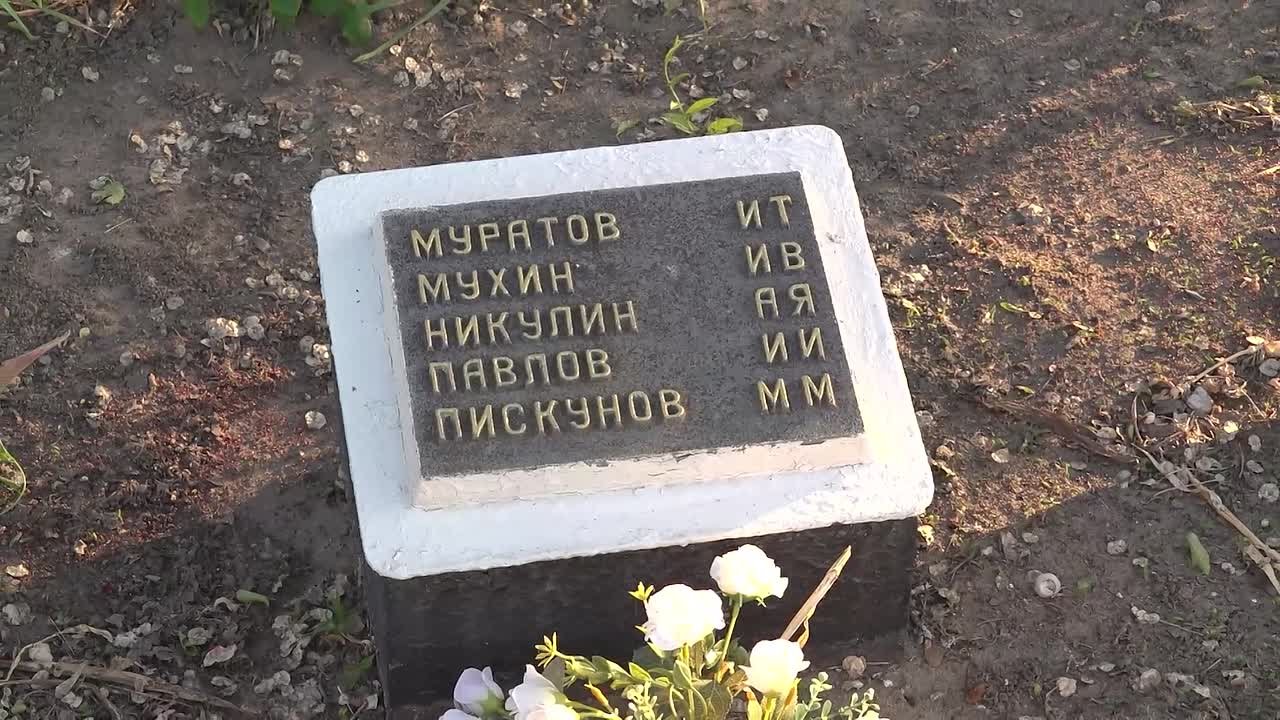 МУРАТОВ ИТ
МУХИН ИВ
НИКУЛИН АЯ
ПАВЛОВ ИИ
ПИСКУНОВ ММ